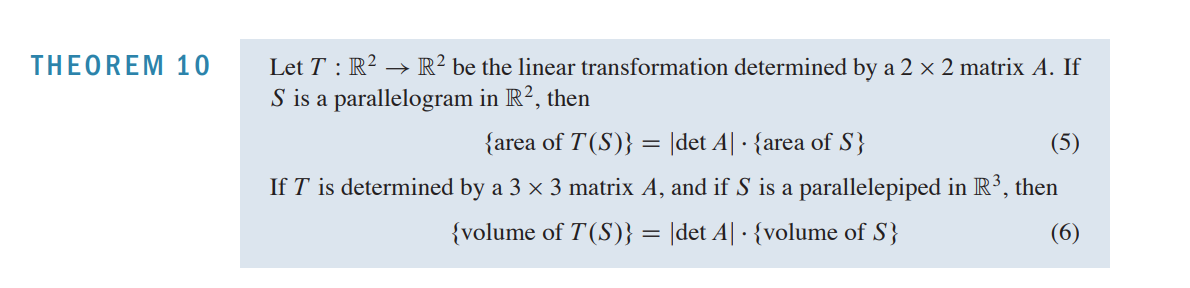 THEOREM 10
Let T : ℝ² → ℝ² be the linear transformation determined by a 2 × 2 matrix A. If
S is a parallelogram in ℝ², then
{area of T(S)} = |det A| · {area of S} (5)
If T is determined by a 3 × 3 matrix A, and if S is a parallelepiped in ℝ³, then
{volume of T(S)} = |det A| · {volume of S} (6)